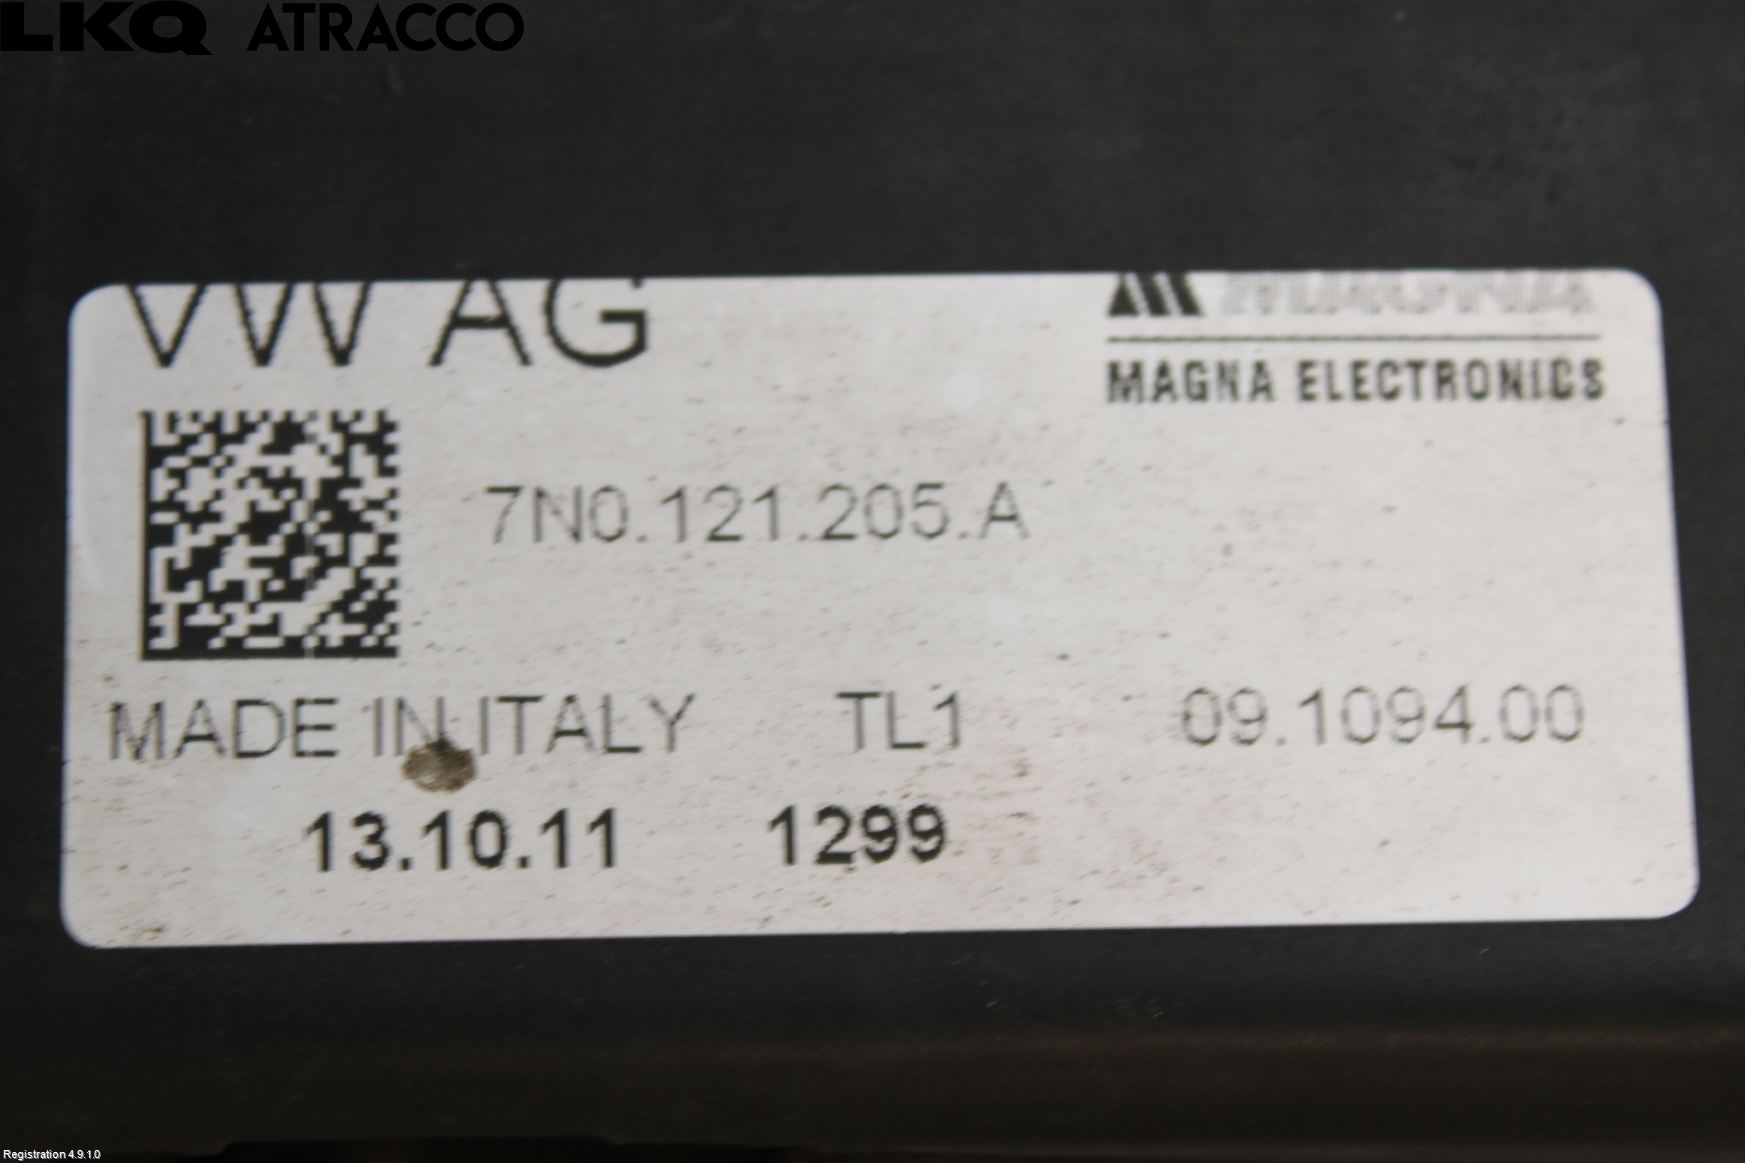 LKQ ATRACCO
VW AG
MAGNA
MAGNA ELECTRONICS
7N0.121.205.A
MADE IN ITALY TL1 09.1094.00
13.10.11 1299
Registration 4.9.1.0